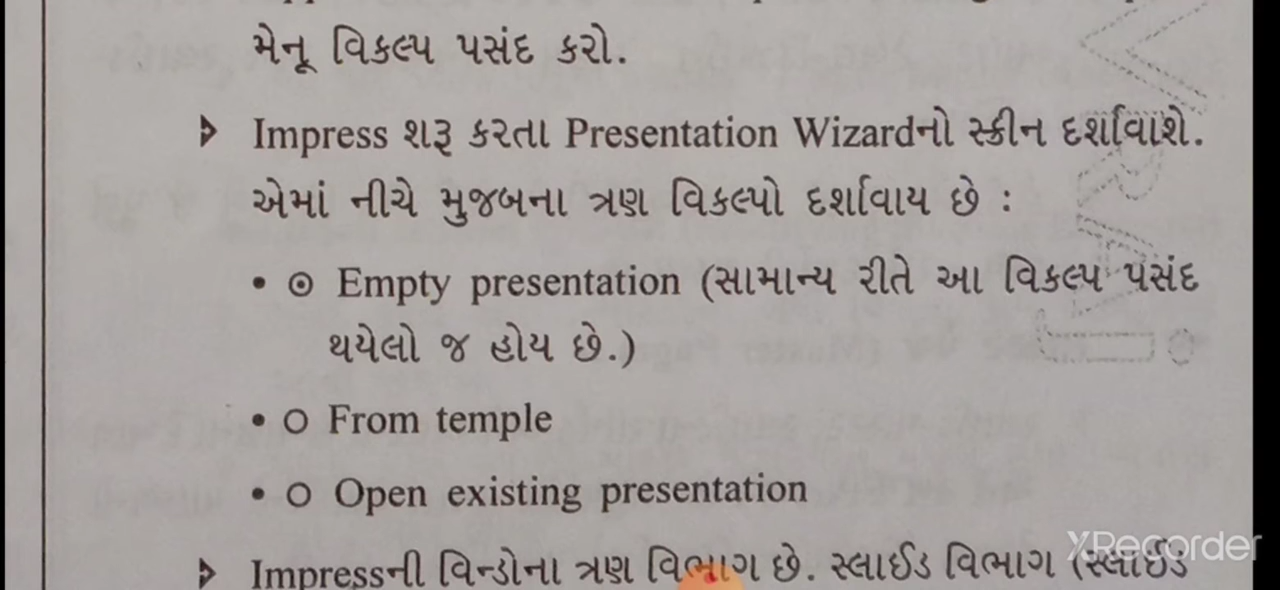 મેનૂ વિકલ્પ પસંદ કરો.
Impress શરૂ કરતા Presentation Wizardનો સ્ક્રીન દર્શાવાશે.
એમાં નીચે મુજબના ત્રણ વિકલ્પો દર્શાવાય છે :
• ⊙ Empty presentation (સામાન્ય રીતે આ વિકલ્પ પસંદ
થયેલો જ હોય છે.)
• ○ From temple
• ○ Open existing presentation
Impressની વિન્ડોના ત્રણ વિભાગ છે. સ્લાઈડ વિભાગ (સ્લાઈડ
XRecorder